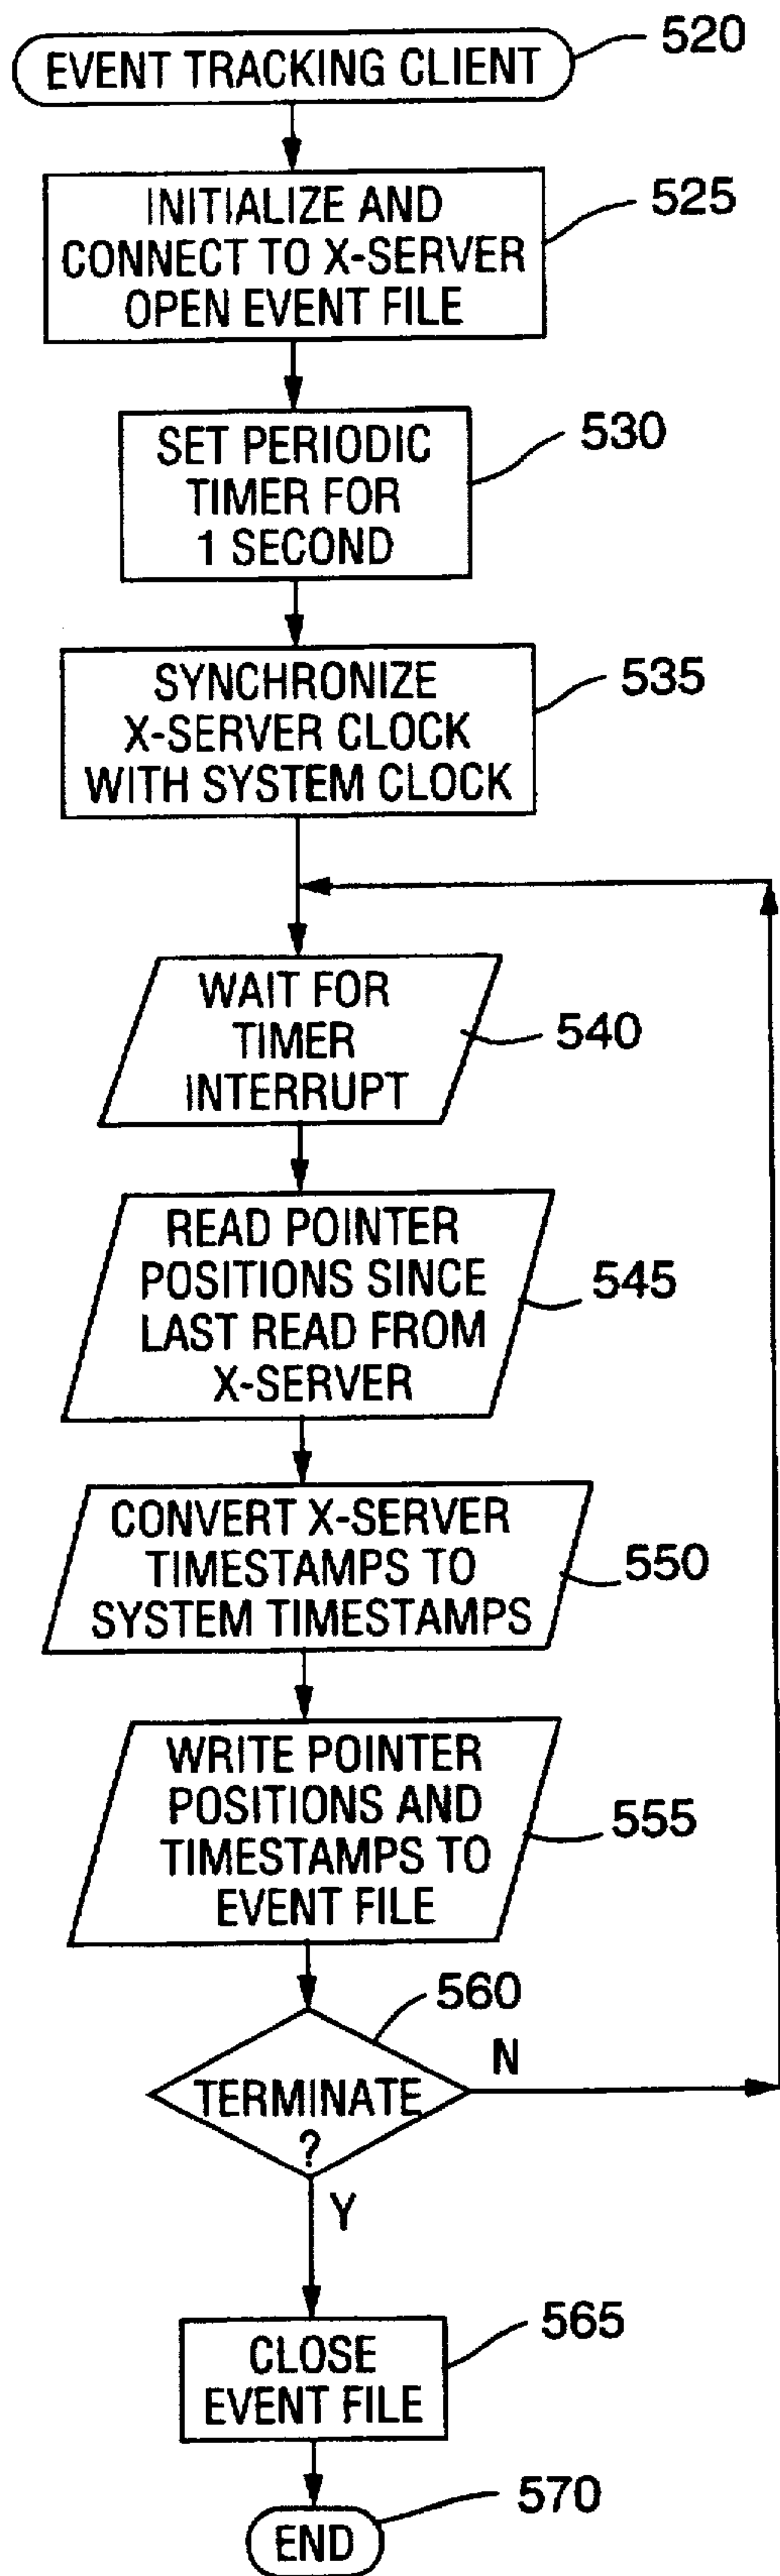 EVENT TRACKING CLIENT
520
INITIALIZE AND
CONNECT TO X-SERVER
OPEN EVENT FILE
525
SET PERIODIC
TIMER FOR
1 SECOND
530
SYNCHRONIZE
X-SERVER CLOCK
WITH SYSTEM CLOCK
535
WAIT FOR
TIMER
INTERRUPT
540
READ POINTER
POSITIONS SINCE
LAST READ FROM
X-SERVER
545
CONVERT X-SERVER
TIMESTAMPS TO
SYSTEM TIMESTAMPS
550
WRITE POINTER
POSITIONS AND
TIMESTAMPS TO
EVENT FILE
555
560
TERMINATE
?
N
Y
CLOSE
EVENT FILE
565
END
570